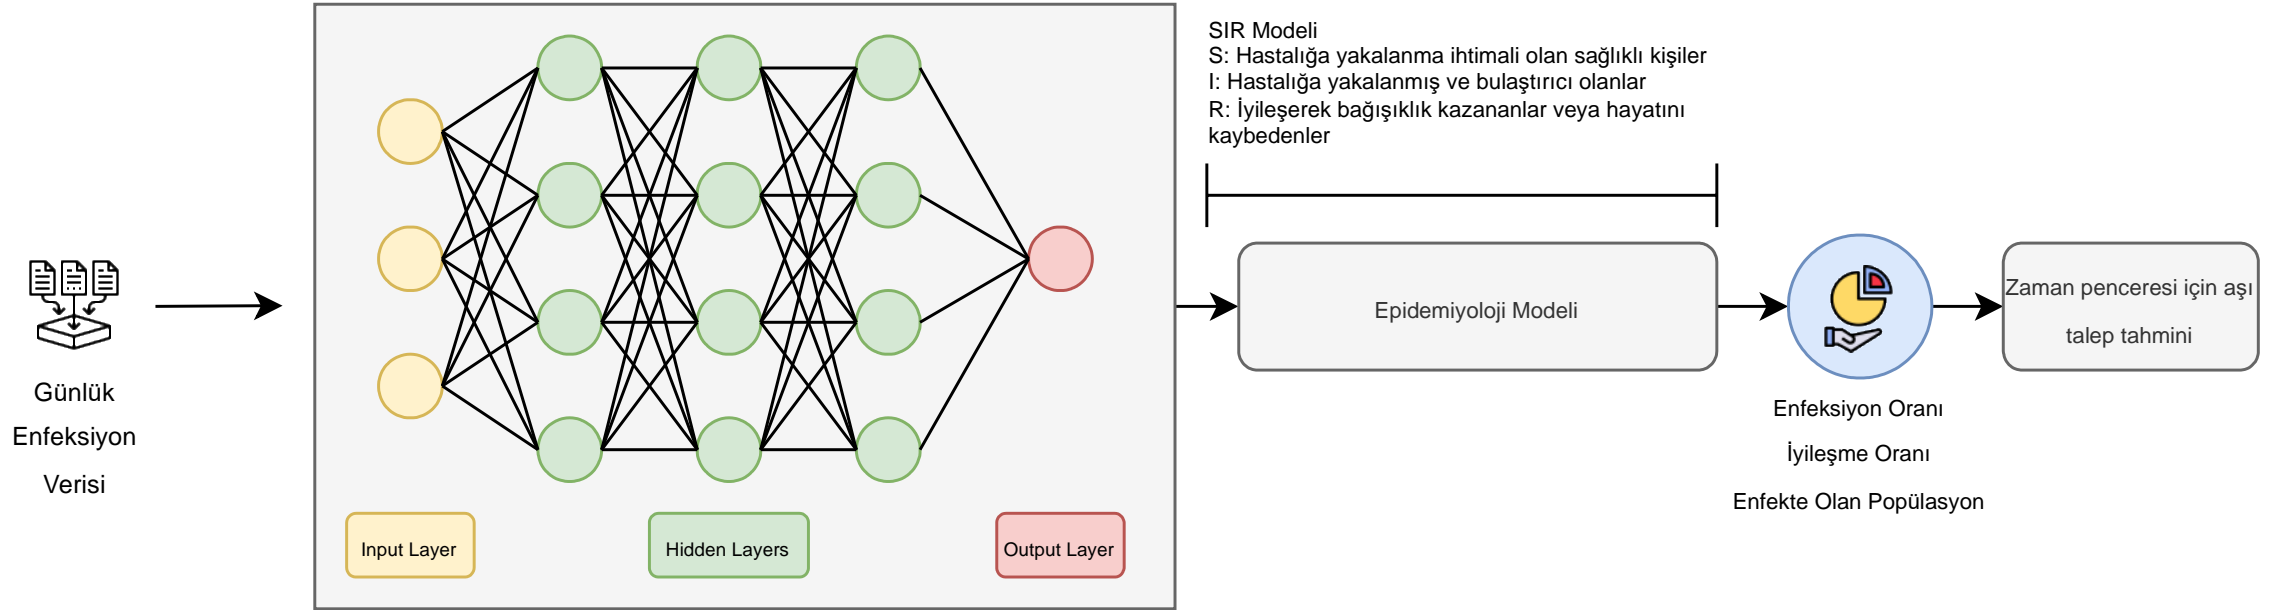 Günlük
Enfeksiyon
Verisi
Input Layer
Hidden Layers
Output Layer
SIR Modeli
S: Hastalığa yakalanma ihtimali olan sağlıklı kişiler
I: Hastalığa yakalanmış ve bulaştırıcı olanlar
R: İyileşerek bağışıklık kazananlar veya hayatını
kaybedenler
Epidemiyoloji Modeli
Enfeksiyon Oranı
İyileşme Oranı
Enfekte Olan Popülasyon
Zaman penceresi için aşı
talep tahmini